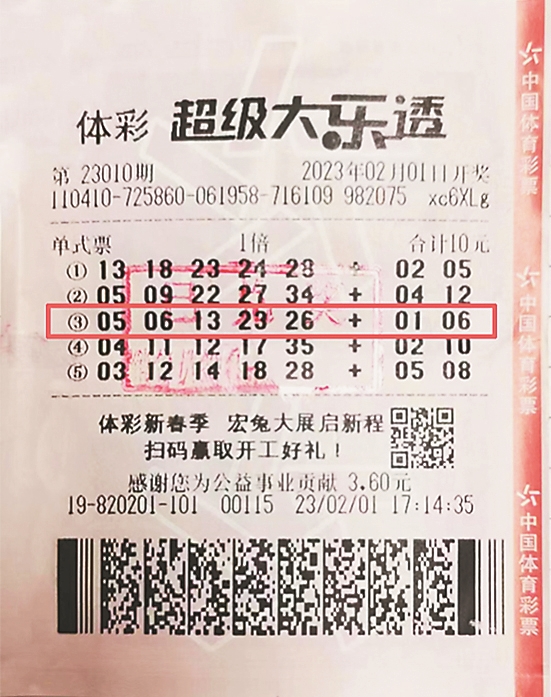 体彩 超级大乐透
第 23010期 2023年02月01日开奖
110410-725860-061958-716109 982075 xc6XLg
单式票 1倍 合计10元
① 13 18 23 24 28 + 02 05
② 05 09 22 27 34 + 04 12
③ 05 06 13 25 26 + 01 06
④ 04 11 12 17 35 + 02 10
⑤ 03 12 14 18 28 + 05 08
体彩新春季 宏兔大展启新程
扫码赢取开工好礼！
感谢您为公益事业贡献 3.60元
19-820201-101 00115 23/02/01 17:14:35
中国体育彩票
中国体育彩票
中国体育彩票